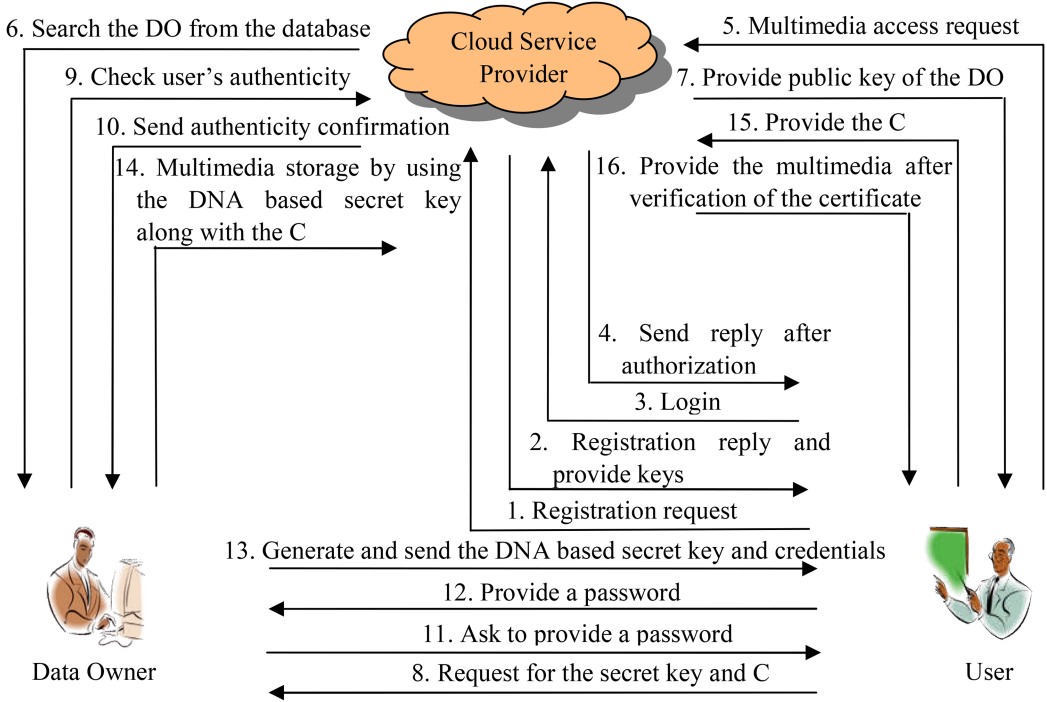 6. Search the DO from the database
Cloud Service
Provider
5. Multimedia access request
9. Check user's authenticity
7. Provide public key of the DO
10. Send authenticity confirmation
15. Provide the C
14. Multimedia storage by using
the DNA based secret key
along with the C
16. Provide the multimedia after
verification of the certificate
4. Send reply after
authorization
3. Login
2. Registration reply and
provide keys
1. Registration request
13. Generate and send the DNA based secret key and credentials
12. Provide a password
11. Ask to provide a password
8. Request for the secret key and C
Data Owner
User